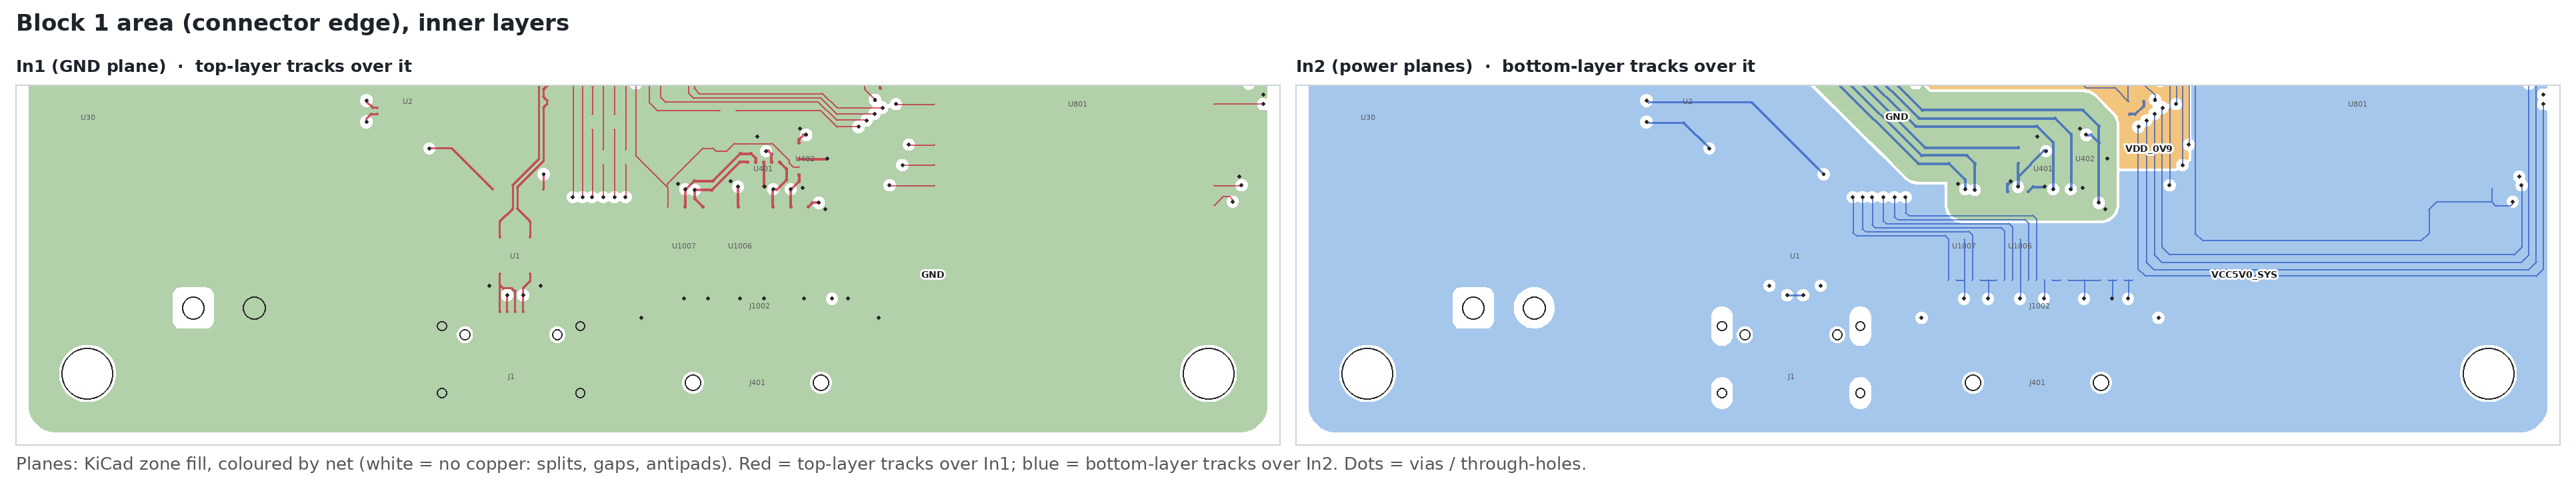 Block 1 area (connector edge), inner layers
In1 (GND plane) · top-layer tracks over it
In2 (power planes) · bottom-layer tracks over it
U30
U2
U801
U402
U401
U1007
U1006
U1
GND
J1002
J1
J401
U30
U2
GND
U801
VDD_0V9
U402
U401
U1007
U1006
U1
VCC5V0_SYS
J1002
J1
J401
Planes: KiCad zone fill, coloured by net (white = no copper: splits, gaps, antipads). Red = top-layer tracks over In1; blue = bottom-layer tracks over In2. Dots = vias / through-holes.